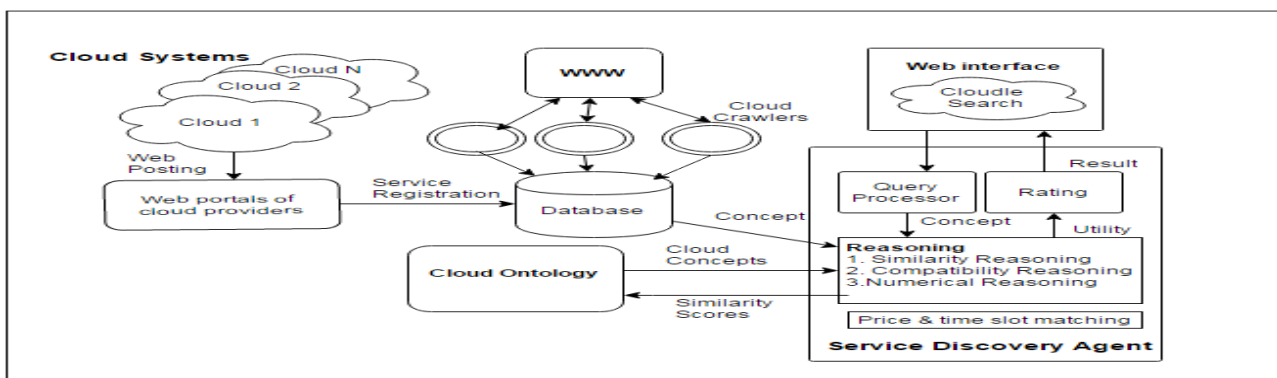 Cloud Systems
Cloud N
Cloud 2
Cloud 1
Web
Posting
Web portals of
cloud providers
Service
Registration
www
Cloud
Crawlers
Database
Concept
Cloud Ontology
Cloud
Concepts
Similarity
Scores
Web interface
Cloudle
Search
Result
Query
Processor
Rating
Concept
Utility
Reasoning
1. Similarity Reasoning
2. Compatibility Reasoning
3.Numerical Reasoning
Price & time slot matching
Service Discovery Agent